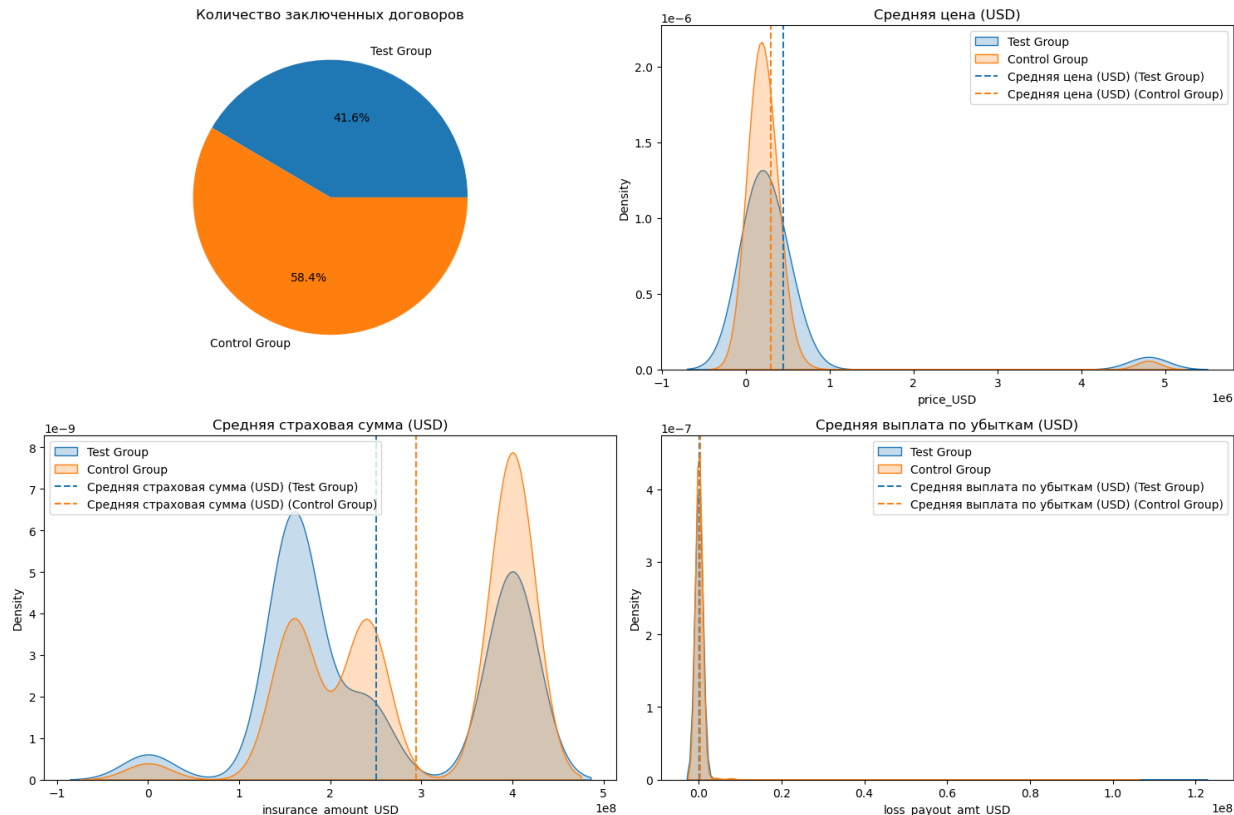 Количество заключенных договоров
Test Group
41.6%
58.4%
Control Group
Средняя цена (USD)
1e−6
Test Group
Control Group
Средняя цена (USD) (Test Group)
Средняя цена (USD) (Control Group)
2.0
1.5
1.0
0.5
0.0
Density
−1
0
1
2
3
4
5
1e6
price_USD
Средняя страховая сумма (USD)
1e−9
Test Group
Control Group
Средняя страховая сумма (USD) (Test Group)
Средняя страховая сумма (USD) (Control Group)
8
7
6
5
4
3
2
1
0
Density
−1
0
1
2
3
4
5
1e8
insurance_amount_USD
Средняя выплата по убыткам (USD)
1e−7
Test Group
Control Group
Средняя выплата по убыткам (USD) (Test Group)
Средняя выплата по убыткам (USD) (Control Group)
4
3
2
1
0
Density
0.0
0.2
0.4
0.6
0.8
1.0
1.2
1e8
loss_payout_amt_USD